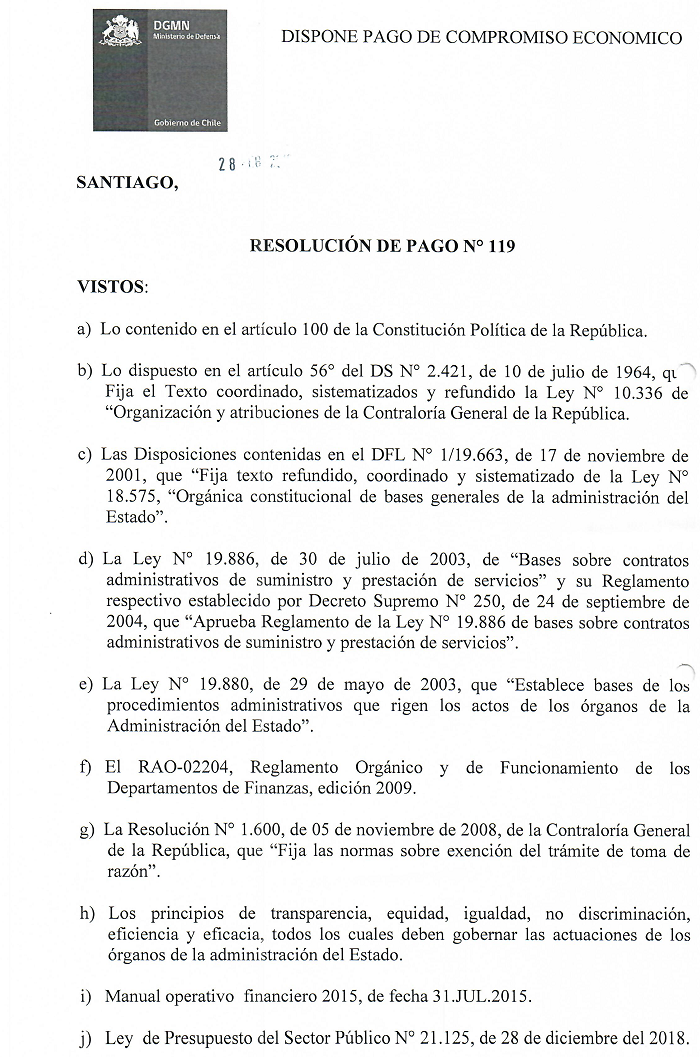 DGMN
Ministerio de Defensa
Gobierno de Chile
DISPONE PAGO DE COMPROMISO ECONOMICO
28
SANTIAGO,
RESOLUCIÓN DE PAGO N° 119
VISTOS:
a) Lo contenido en el artículo 100 de la Constitución Política de la República.
b) Lo dispuesto en el artículo 56° del DS N° 2.421, de 10 de julio de 1964,
Fija el Texto coordinado, sistematizados y refundido la Ley N° 10.336 de
“Organización y atribuciones de la Contraloría General de la República.
c) Las Disposiciones contenidas en el DFL N° 1/19.663, de 17 de noviembre de
2001, que “Fija texto refundido, coordinado y sistematizado de la Ley N°
18.575, “Orgánica constitucional de bases generales de la administración del
Estado”.
d) La Ley N° 19.886, de 30 de julio de 2003, de “Bases sobre contratos
administrativos de suministro y prestación de servicios” y su Reglamento
respectivo establecido por Decreto Supremo N° 250, de 24 de septiembre de
2004, que “Aprueba Reglamento de la Ley N° 19.886 de bases sobre contratos
administrativos de suministro y prestación de servicios”.
e) La Ley N° 19.880, de 29 de mayo de 2003, que “Establece bases de los
procedimientos administrativos que rigen los actos de los órganos de la
Administración del Estado”.
f) El RAO-02204, Reglamento Orgánico y de Funcionamiento de los
Departamentos de Finanzas, edición 2009.
g) La Resolución N° 1.600, de 05 de noviembre de 2008, de la Contraloría General
de la República, que “Fija las normas sobre exención del trámite de toma de
razón”.
h) Los principios de transparencia, equidad, igualdad, no discriminación,
eficiencia y eficacia, todos los cuales deben gobernar las actuaciones de los
órganos de la administración del Estado.
i) Manual operativo financiero 2015, de fecha 31.JUL.2015.
j) Ley de Presupuesto del Sector Público N° 21.125, de 28 de diciembre del 2018.